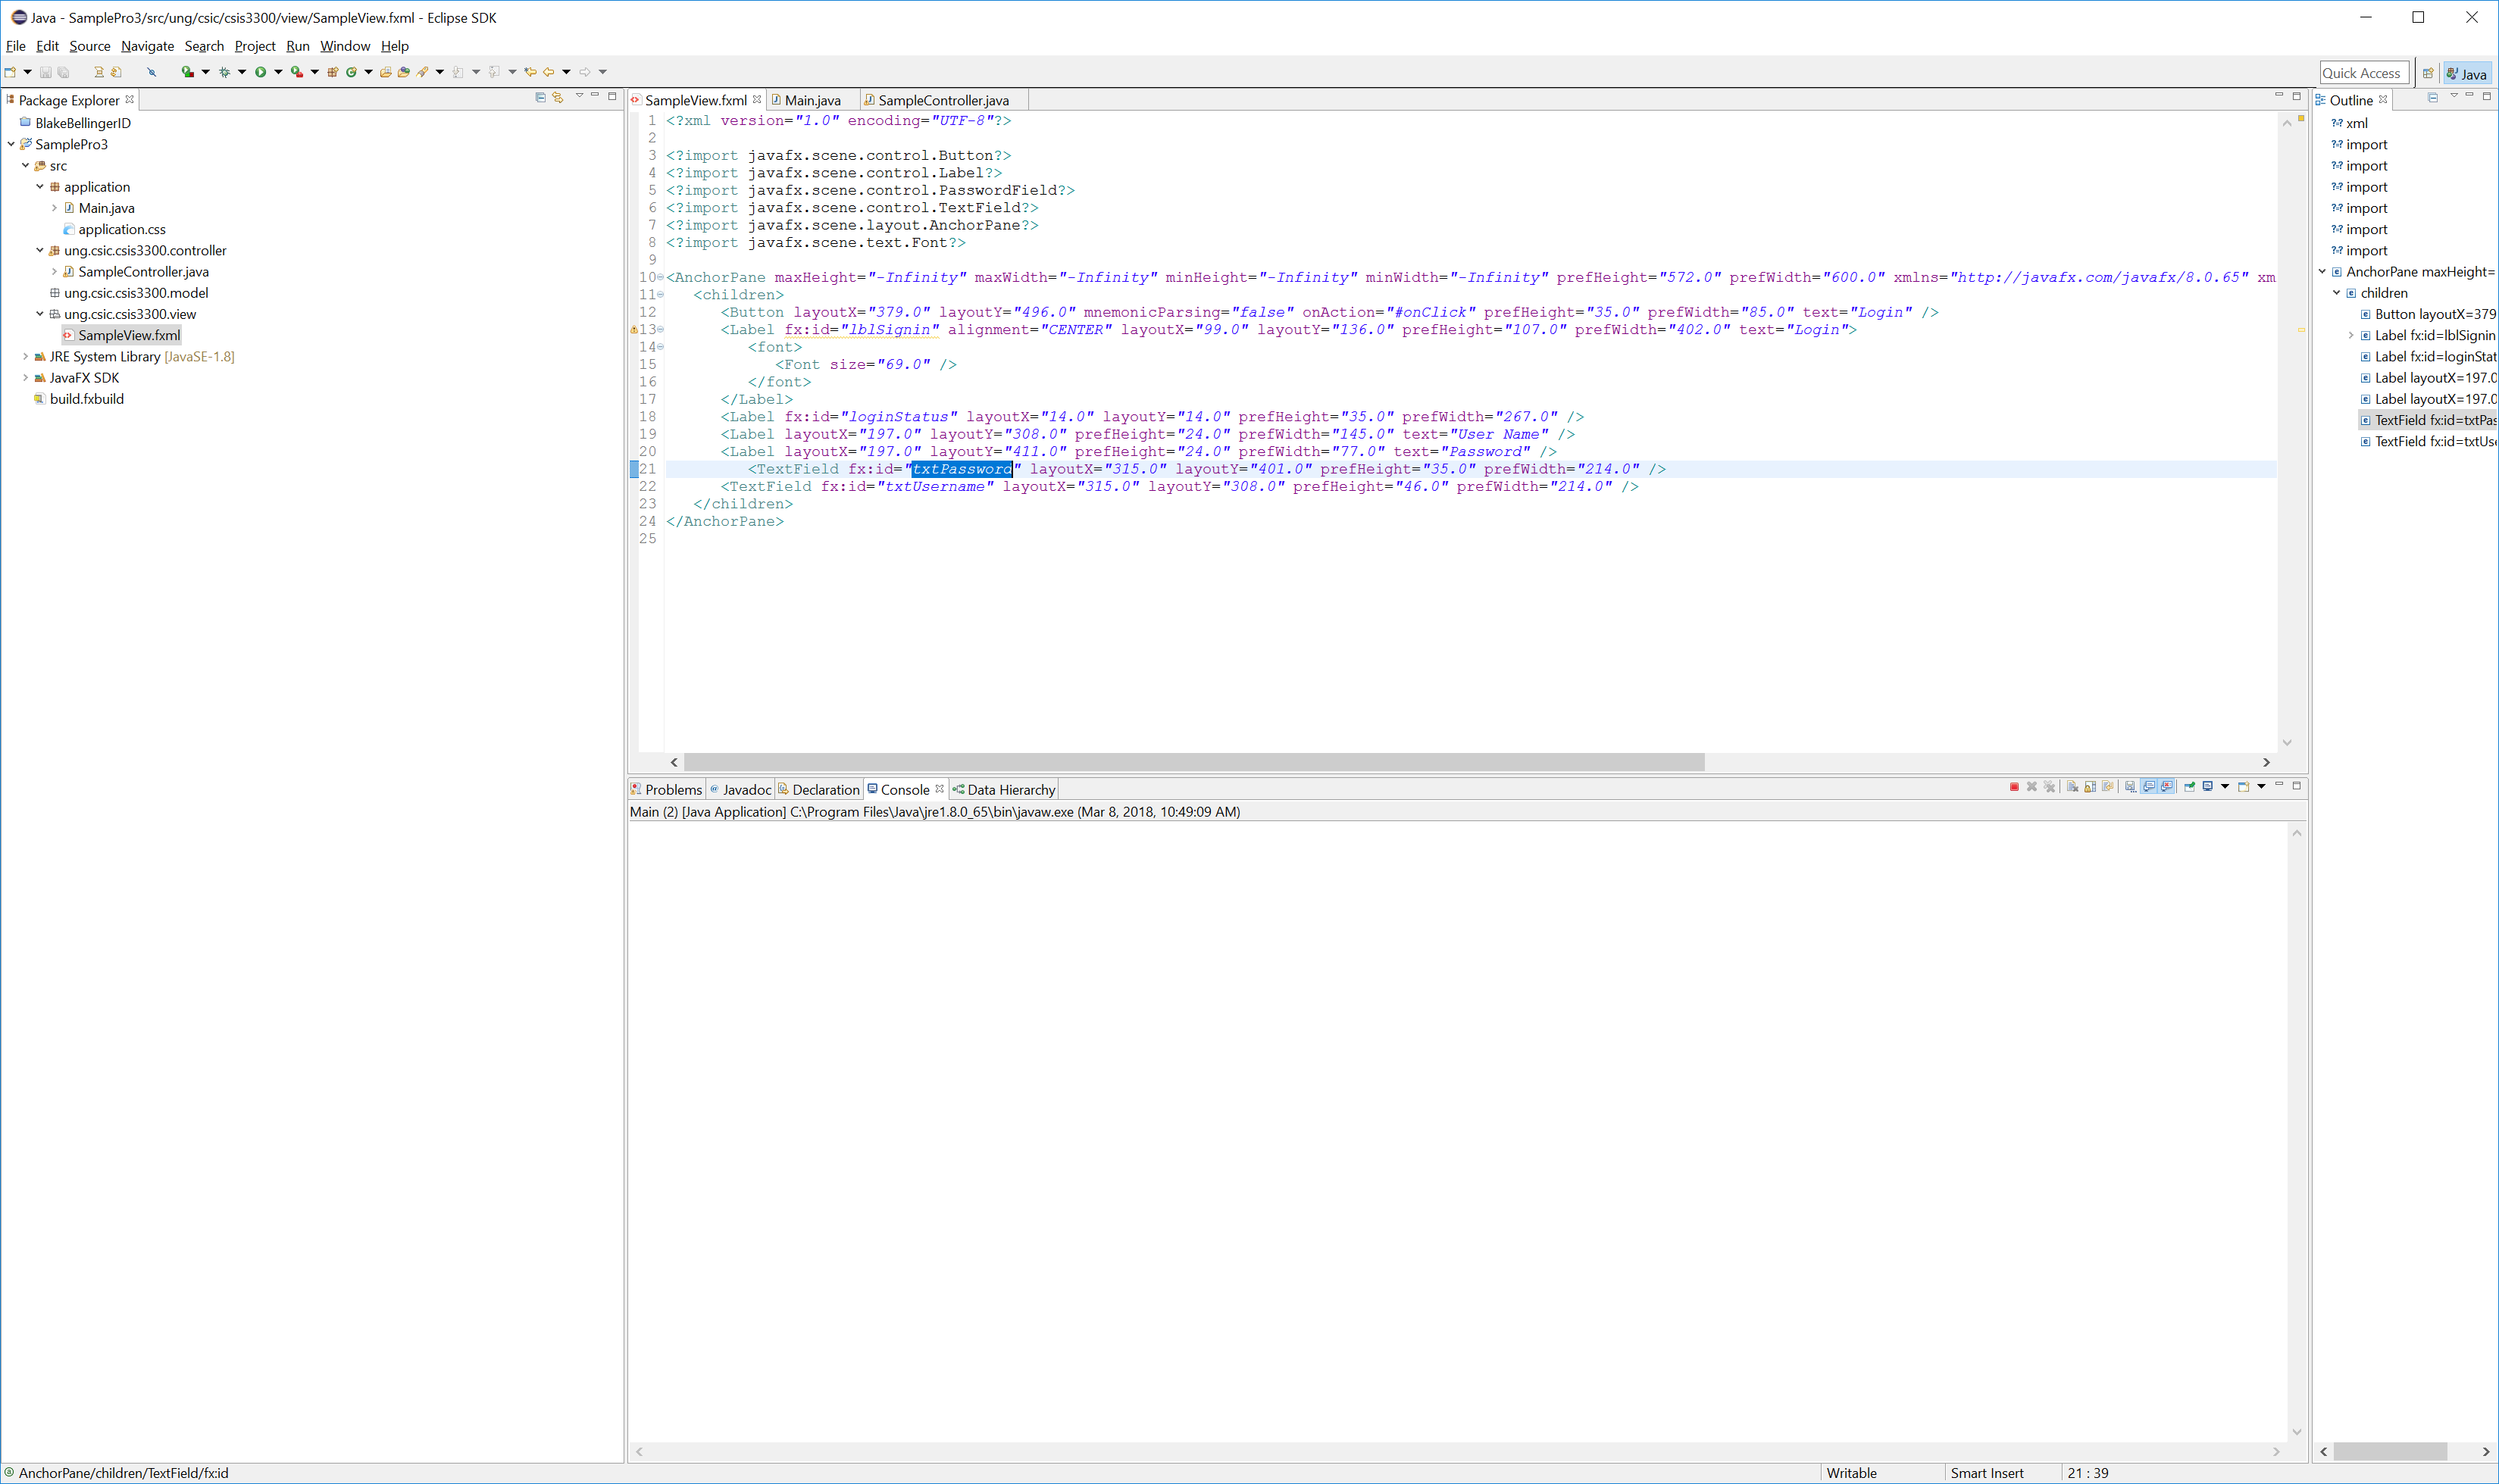 Java - SamplePro3/src/ung/csic/csis3300/view/SampleView.fxml - Eclipse SDK
File Edit Source Navigate Search Project Run Window Help
Quick Access
Java
Package Explorer
BlakeBellingerID
SamplePro3
src
application
Main.java
application.css
ung.csic.csis3300.controller
SampleController.java
ung.csic.csis3300.model
ung.csic.csis3300.view
SampleView.fxml
JRE System Library [JavaSE-1.8]
JavaFX SDK
build.fxbuild
SampleView.fxml Main.java SampleController.java
1 <?xml version="1.0" encoding="UTF-8"?>
2
3 <?import javafx.scene.control.Button?>
4 <?import javafx.scene.control.Label?>
5 <?import javafx.scene.control.PasswordField?>
6 <?import javafx.scene.control.TextField?>
7 <?import javafx.scene.layout.AnchorPane?>
8 <?import javafx.scene.text.Font?>
9
10 <AnchorPane maxHeight="-Infinity" maxWidth="-Infinity" minHeight="-Infinity" minWidth="-Infinity" prefHeight="572.0" prefWidth="600.0" xmlns="http://javafx.com/javafx/8.0.65" xm
11 <children>
12 <Button layoutX="379.0" layoutY="496.0" mnemonicParsing="false" onAction="#onClick" prefHeight="35.0" prefWidth="85.0" text="Login" />
13 <Label fx:id="lblSignin" alignment="CENTER" layoutX="99.0" layoutY="136.0" prefHeight="107.0" prefWidth="402.0" text="Login">
14 <font>
15 <Font size="69.0" />
16 </font>
17 </Label>
18 <Label fx:id="loginStatus" layoutX="14.0" layoutY="14.0" prefHeight="35.0" prefWidth="267.0" />
19 <Label layoutX="197.0" layoutY="308.0" prefHeight="24.0" prefWidth="145.0" text="User Name" />
20 <Label layoutX="197.0" layoutY="411.0" prefHeight="24.0" prefWidth="77.0" text="Password" />
21 <TextField fx:id="txtPassword" layoutX="315.0" layoutY="401.0" prefHeight="35.0" prefWidth="214.0" />
22 <TextField fx:id="txtUsername" layoutX="315.0" layoutY="308.0" prefHeight="46.0" prefWidth="214.0" />
23 </children>
24 </AnchorPane>
25
Problems Javadoc Declaration Console Data Hierarchy
Main (2) [Java Application] C:\Program Files\Java\jre1.8.0_65\bin\javaw.exe (Mar 8, 2018, 10:49:09 AM)
Outline
xml
import
import
import
import
import
import
AnchorPane maxHeight=
children
Button layoutX=379
Label fx:id=lblSignin
Label fx:id=loginStat
Label layoutX=197.0
Label layoutX=197.0
TextField fx:id=txtPas
TextField fx:id=txtUse
AnchorPane/children/TextField/fx:id Writable Smart Insert 21 : 39